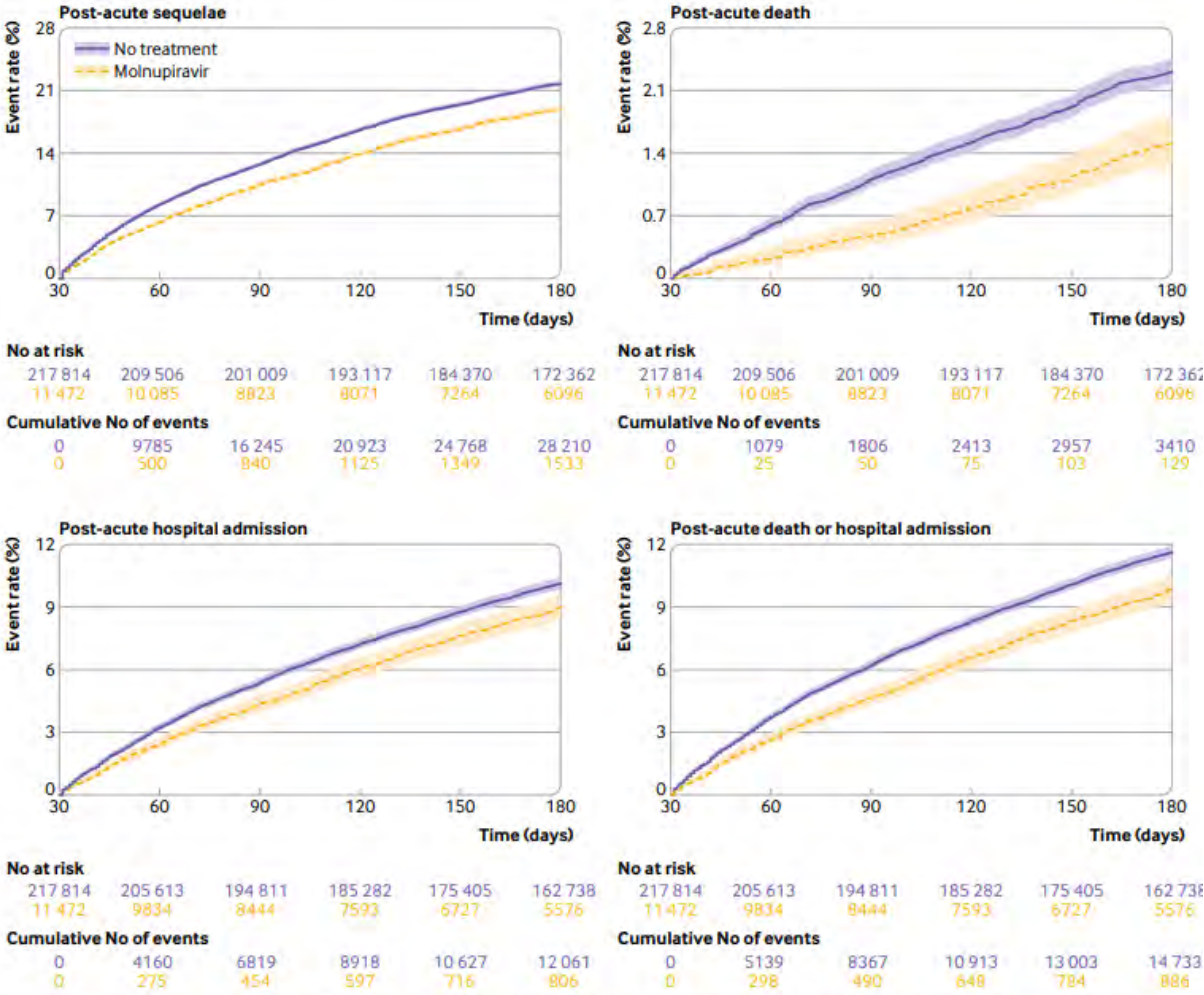 Post-acute sequelae
Event rate (%)
28
21
14
7
0
No treatment
Molnupiravir
30 60 90 120 150 180
Time (days)
No at risk
217 814 209 506 201 009 193 117 184 370 172 362
11 472 10 085 8823 8071 7264 6096
Cumulative No of events
0 9785 16 245 20 923 24 768 28 210
0 500 840 1125 1349 1533
Post-acute death
Event rate (%)
2.8
2.1
1.4
0.7
0
30 60 90 120 150 180
Time (days)
No at risk
217 814 209 506 201 009 193 117 184 370 172 362
11 472 10 085 8823 8071 7264 6096
Cumulative No of events
0 1079 1806 2413 2957 3410
0 25 50 75 103 129
Post-acute hospital admission
Event rate (%)
12
9
6
3
0
30 60 90 120 150 180
Time (days)
No at risk
217 814 205 613 194 811 185 282 175 405 162 738
11 472 9834 8444 7593 6727 5576
Cumulative No of events
0 4160 6819 8918 10 627 12 061
0 275 454 597 716 806
Post-acute death or hospital admission
Event rate (%)
12
9
6
3
0
30 60 90 120 150 180
Time (days)
No at risk
217 814 205 613 194 811 185 282 175 405 162 738
11 472 9834 8444 7593 6727 5576
Cumulative No of events
0 5139 8367 10 913 13 003 14 733
0 298 490 648 784 886